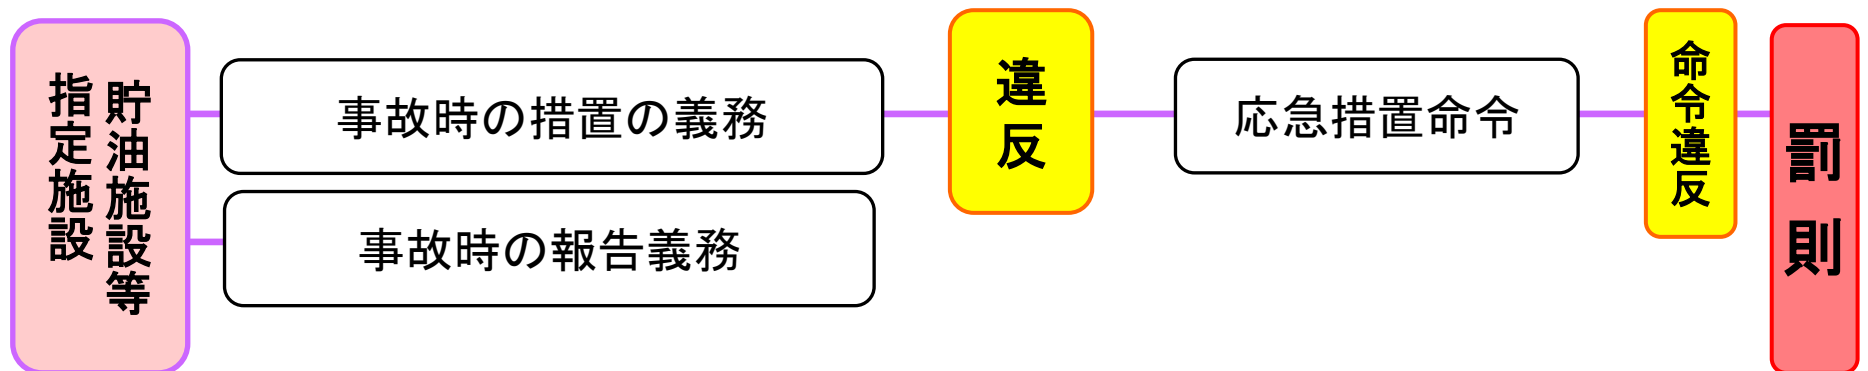 貯油施設等
指定施設
事故時の措置の義務
事故時の報告義務
違反
応急措置命令
命令違反
罰則